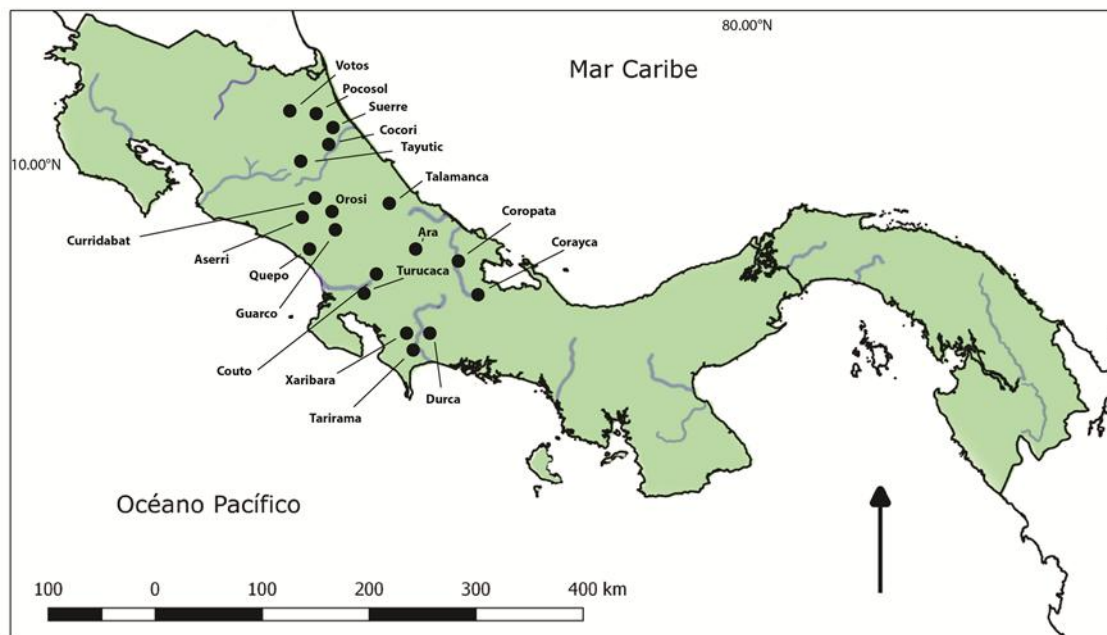 80.00°N
Mar Caribe
Votos
Pocosol
Suerre
Cocori
Tayutic
10.00°N
Talamanca
Orosi
Curridabat
Aserri
Ara
Coropata
Corayca
Quepo
Turucaca
Guarco
Couto
Xaribara
Durca
Tarirama
Océano Pacífico
100 0 100 200 300 400 km